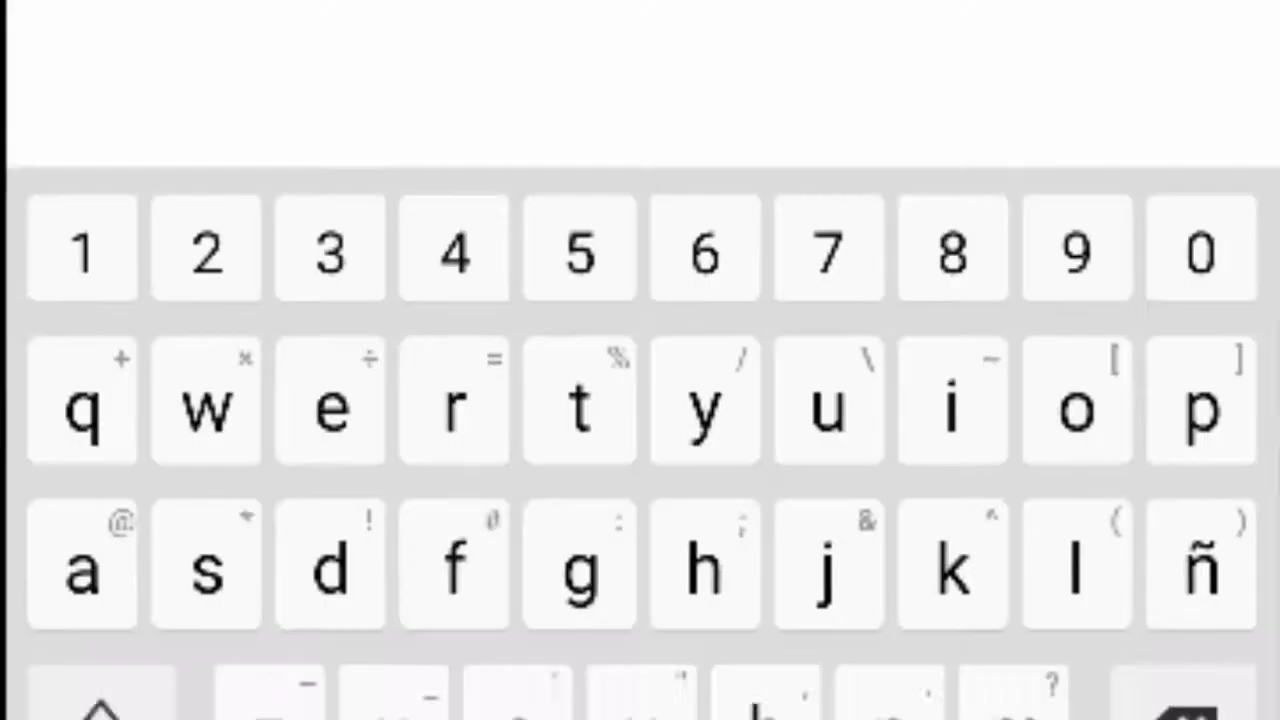 1 2 3 4 5 6 7 8 9 0
+ × ÷ = % / \ ~ [ ]
q w e r t y u i o p
@ * ! # : ; & ^ ( )
a s d f g h j k l ñ
- _ ' " , . ?